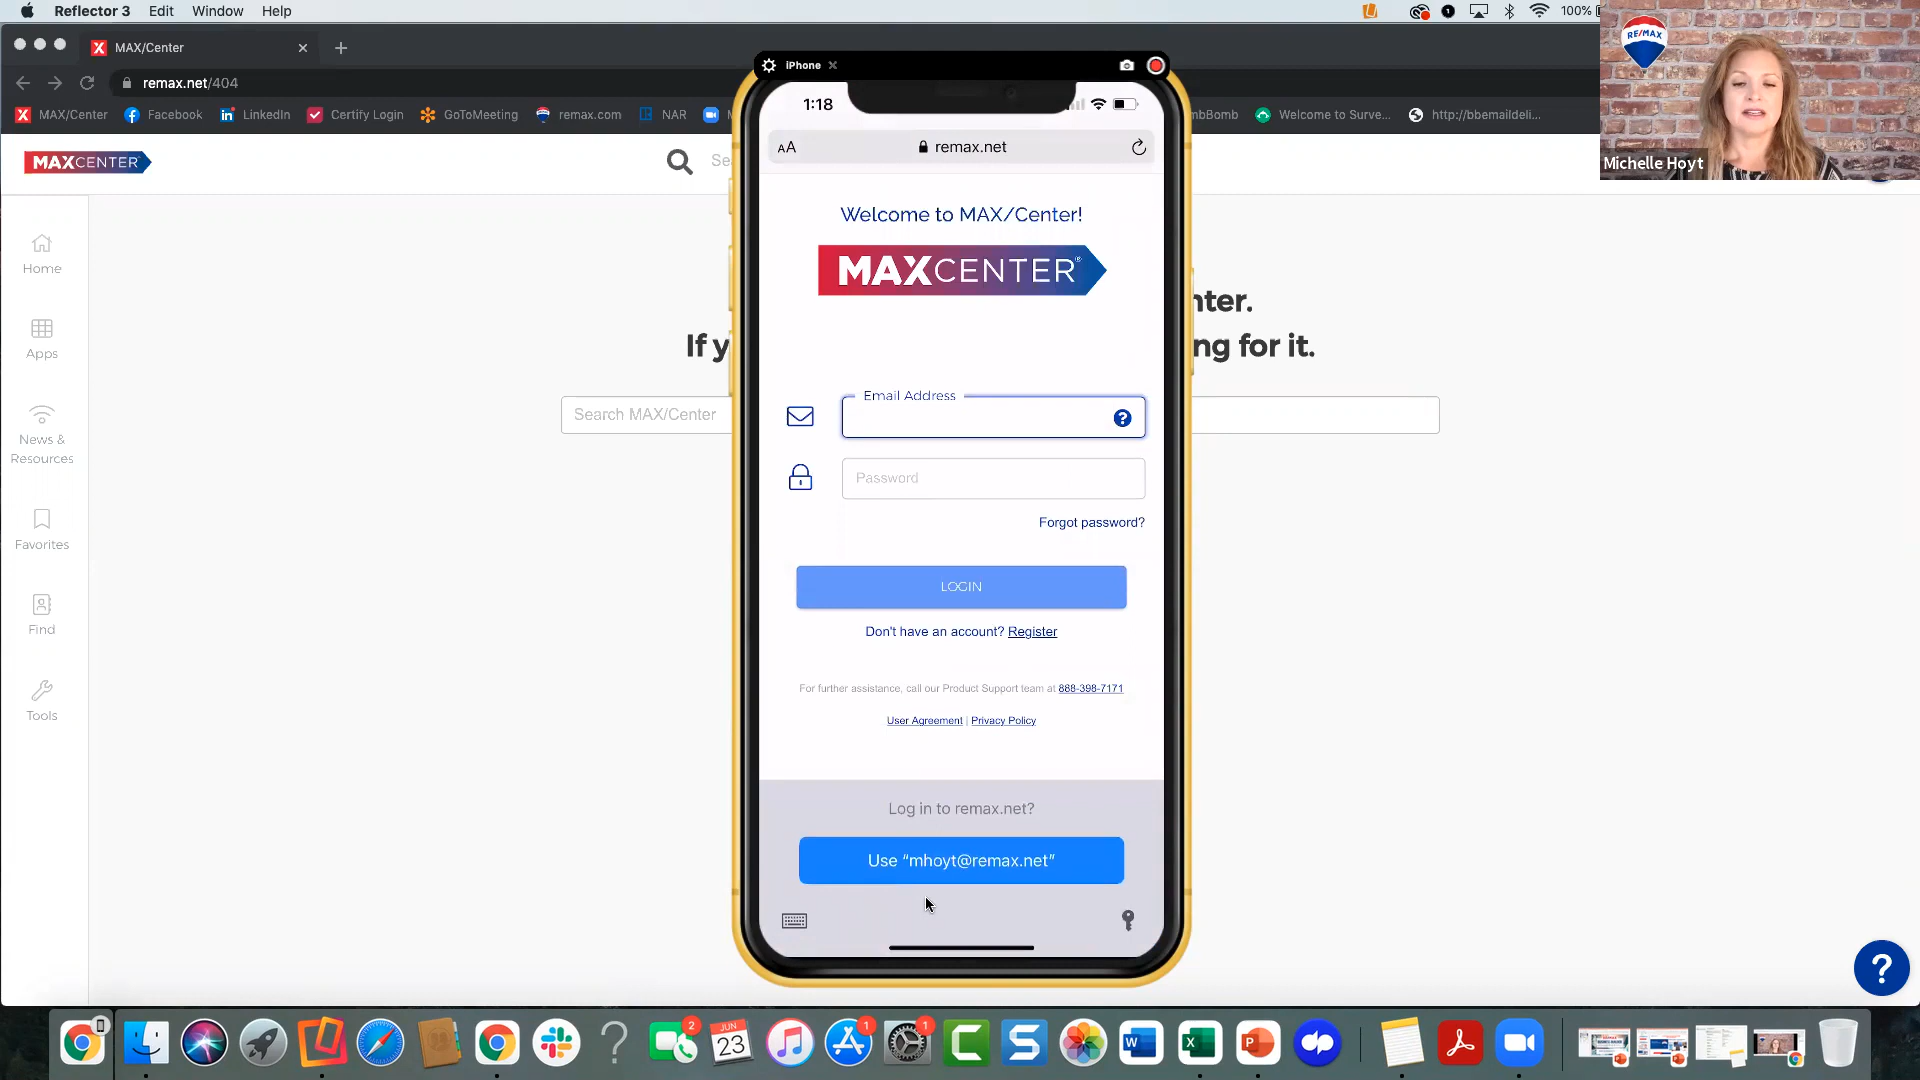 Reflector 3 Edit Window Help
1 100%
MAX/Center
remax.net/404
MAX/Center Facebook LinkedIn Certify Login GoToMeeting remax.com NAR
mbBomb Welcome to Surve... http://bbemaildeli...
RE/MAX
Michelle Hoyt
MAXCENTER
Home
Apps
News &
Resources
Favorites
Find
Tools
nter.
If y
ng for it.
Search MAX/Center
iPhone
1:18
AA remax.net
Welcome to MAX/Center!
MAXCENTER®
Email Address
?
Password
Forgot password?
LOGIN
Don't have an account? Register
For further assistance, call our Product Support team at 888-398-7171
User Agreement | Privacy Policy
Log in to remax.net?
Use “mhoyt@remax.net”
?
2
JUN
23
1
1